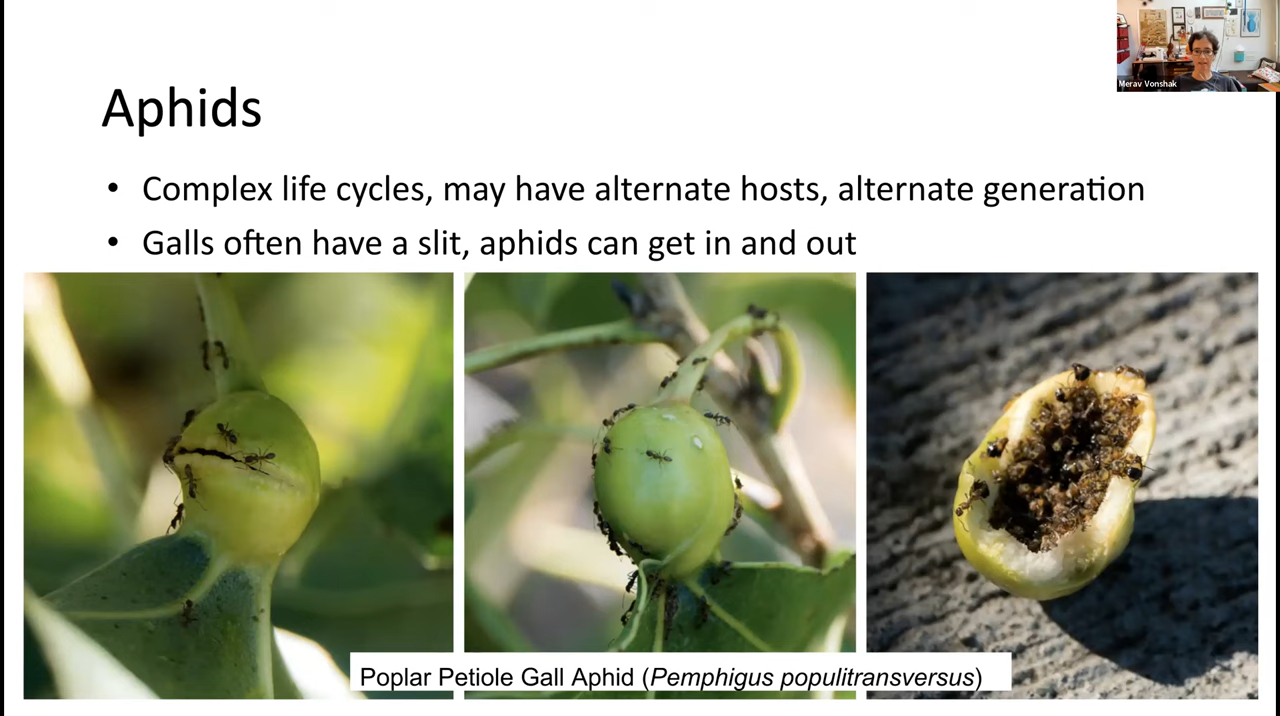 Merav Vonshak
Aphids
• Complex life cycles, may have alternate hosts, alternate generation
• Galls often have a slit, aphids can get in and out
Poplar Petiole Gall Aphid (Pemphigus populitransversus)